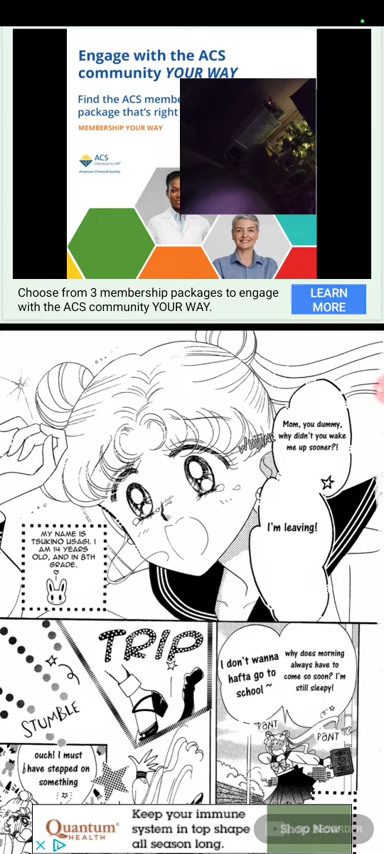 Engage with the ACS
community YOUR WAY
Find the ACS membe
package that's right
MEMBERSHIP YOUR WAY
ACS
American Chemical Society
Choose from 3 membership packages to engage
with the ACS community YOUR WAY.
LEARN
MORE
Mom, you dummy,
why didn't you wake
me up sooner?!
I'm leaving!
MY NAME IS
TSUKINO USAGI. I
AM 14 YEARS
OLD, AND IN 8TH
GRADE.
TRIP
STUMBLE
I don't wanna
hafta go to
school ~
why does morning
always have to
come so soon? I'm
still sleepy!
PANT
PANT
ouch! I must
have stepped on
something
Quantum
HEALTH
Keep your immune
system in top shape
all season long.
Shop Now